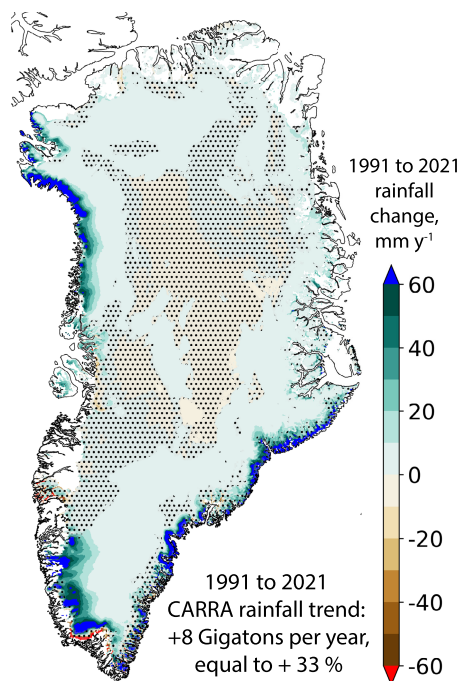 1991 to 2021
rainfall
change,
mm y⁻¹
60
40
20
0
-20
-40
-60
1991 to 2021
CARRA rainfall trend:
+8 Gigatons per year,
equal to + 33 %